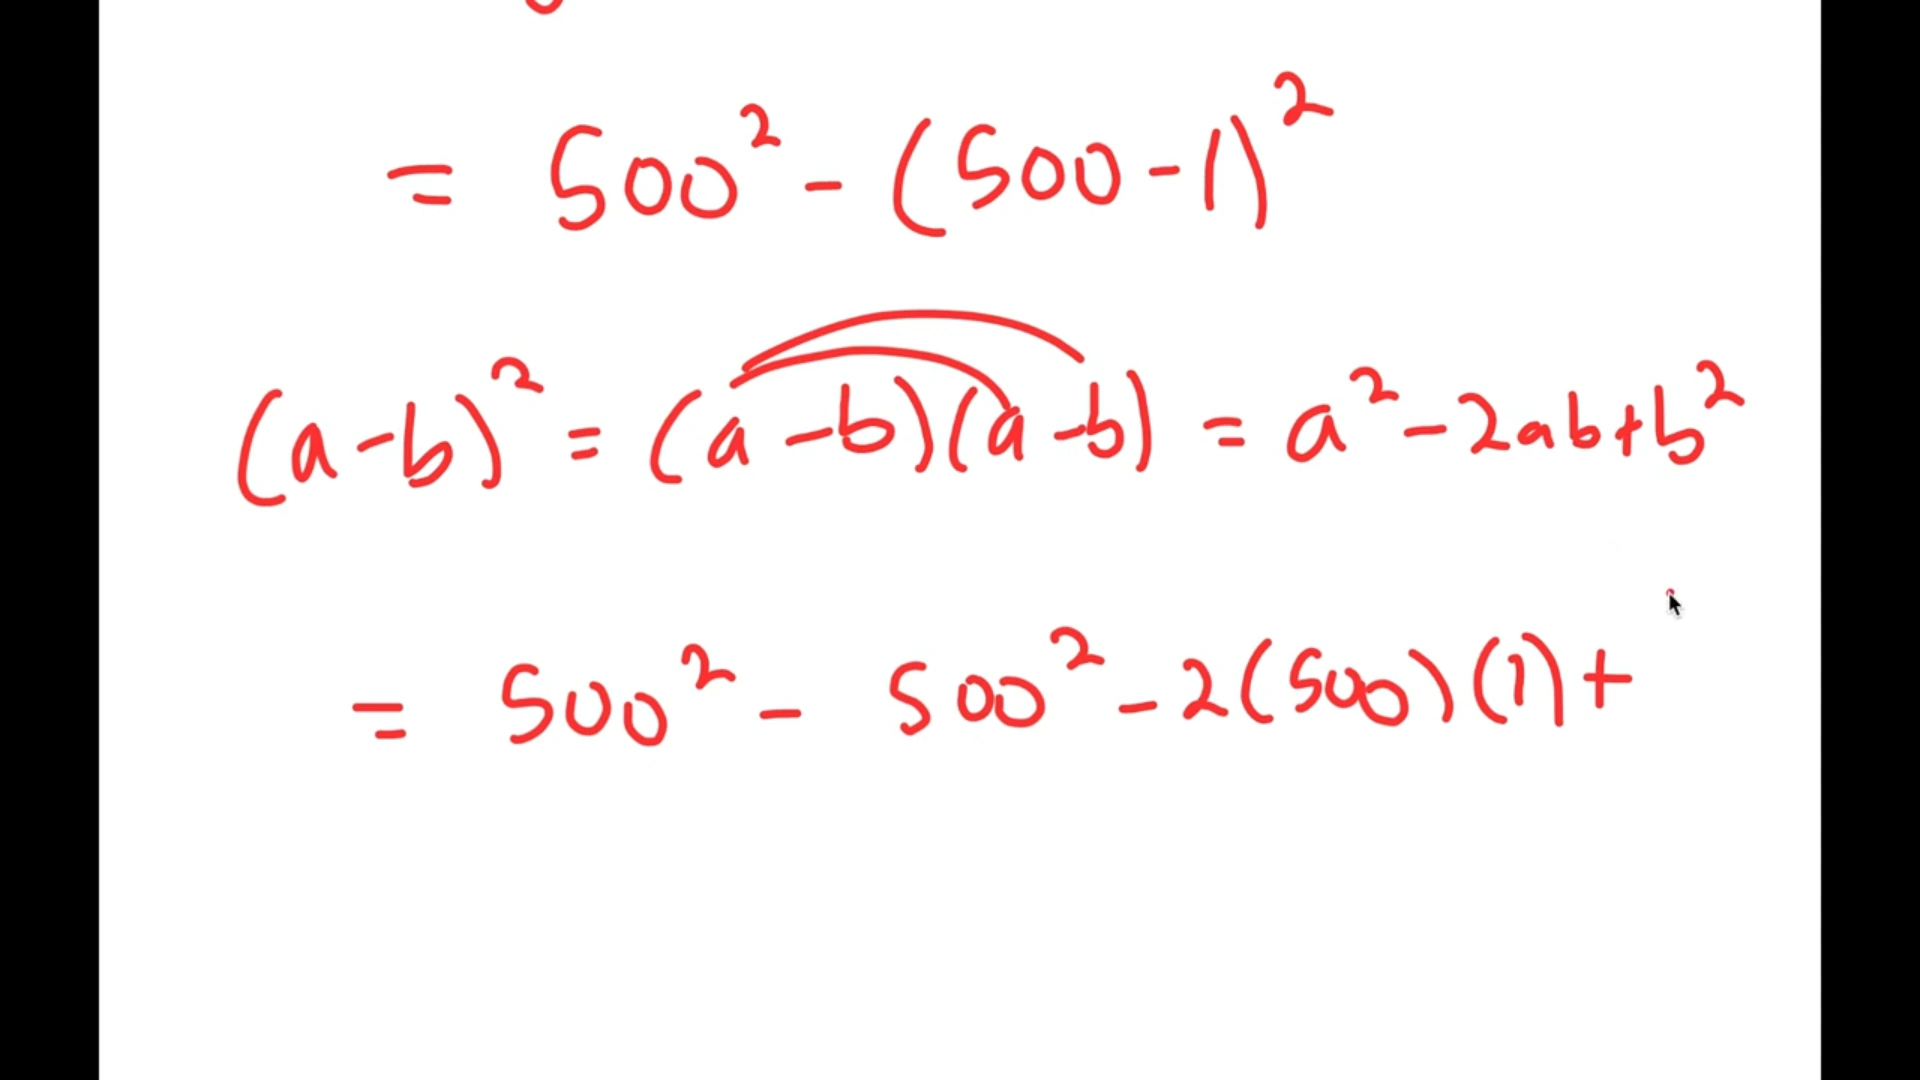 = 500² - (500 - 1)²
(a - b)² = (a - b)(a - b) = a² - 2ab + b²
= 500² - 500² - 2(500)(1) +